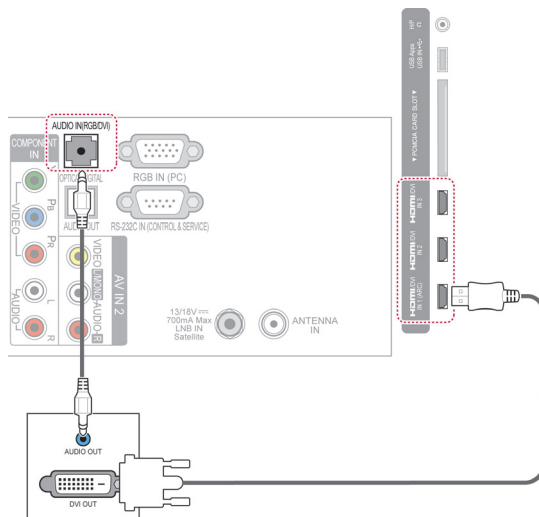 AUDIO IN(RGB/DVI)
COMPONENT
IN
Y
PB
PR
VIDEO
L
R
AUDIO
OPTICAL DIGITAL
AUDIO OUT
RGB IN (PC)
RS-232C IN (CONTROL & SERVICE)
VIDEO
L/MONO
AUDIO
R
AV IN 2
13/18V
700mA Max
LNB IN
Satellite
ANTENNA
IN
H/P
USB Apps
USB IN
PCMCIA CARD SLOT
HDMI/DVI
IN 3
HDMI/DVI
IN 2
HDMI/DVI
IN 1 (ARC)
AUDIO OUT
DVI OUT